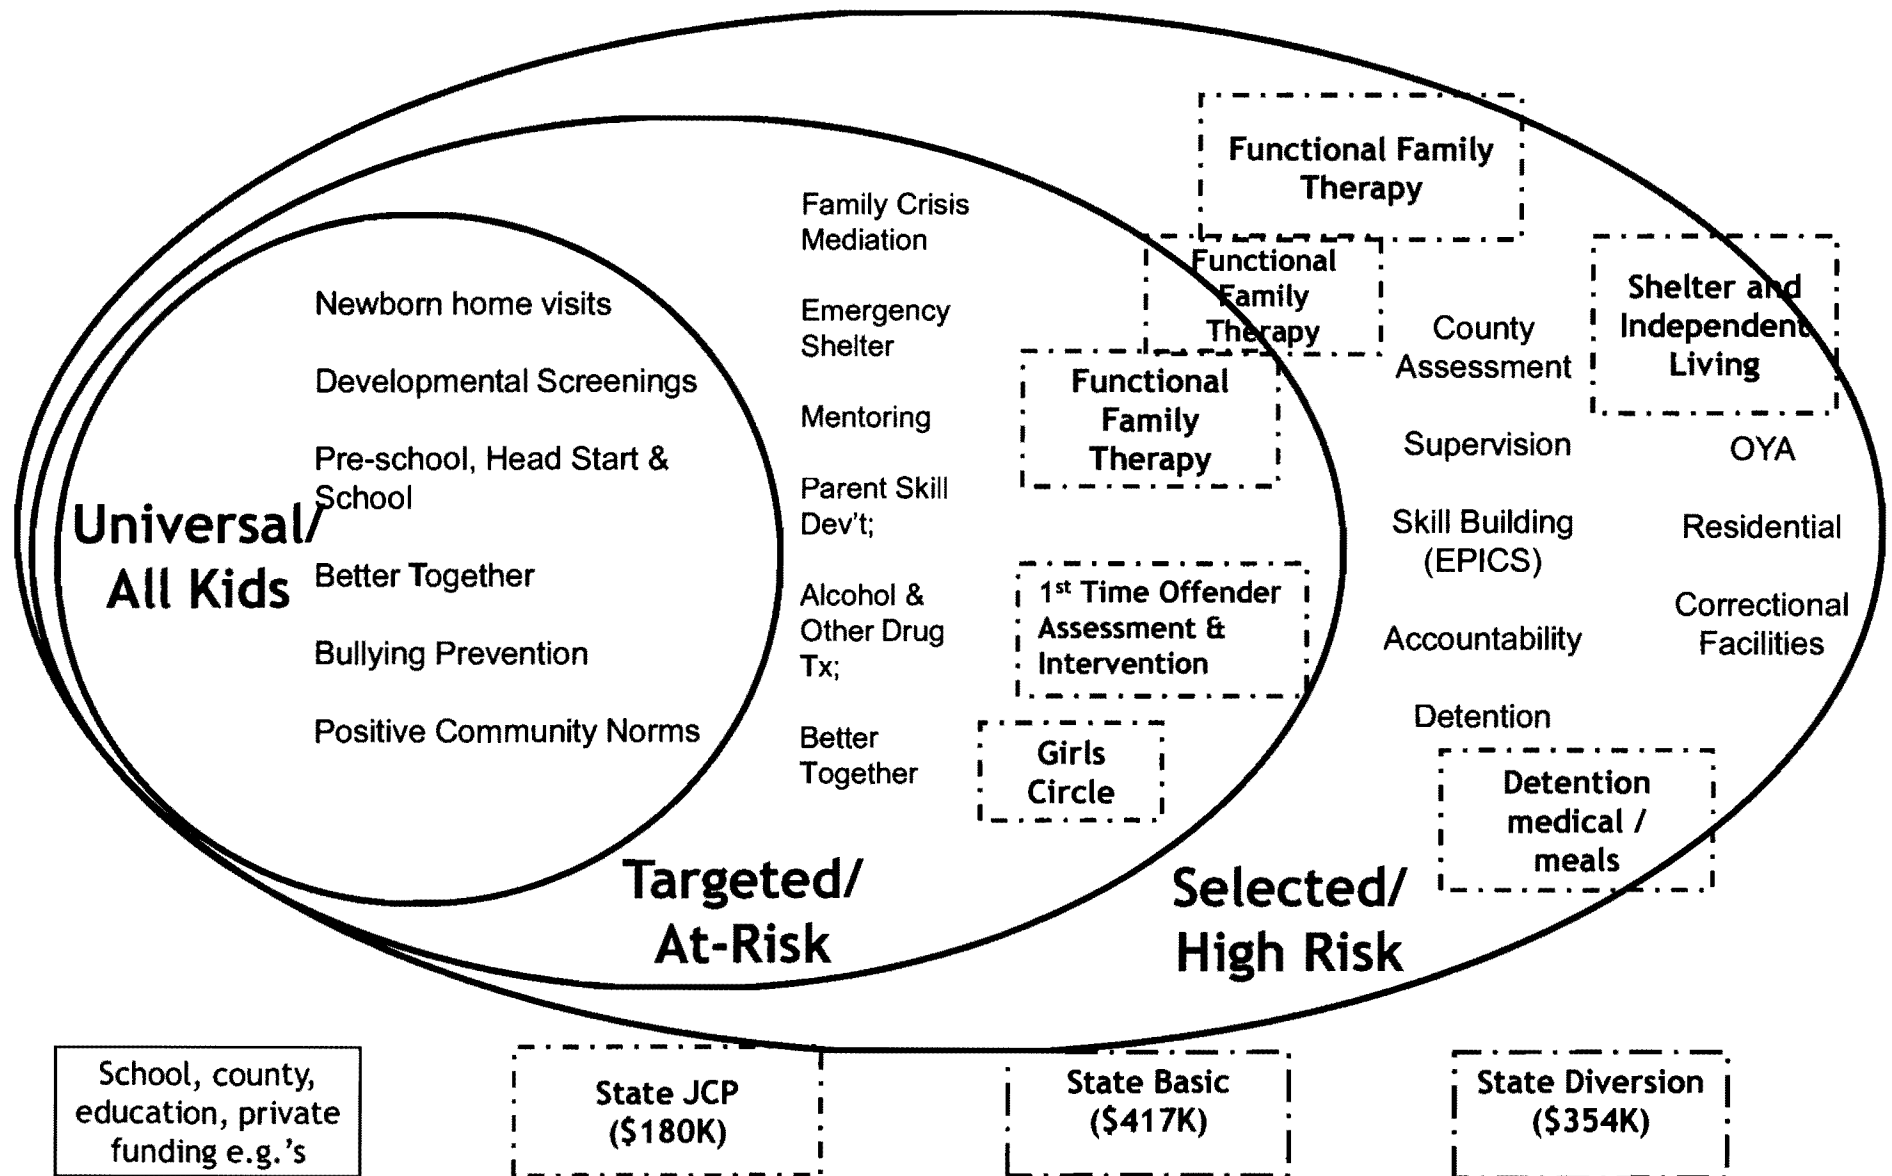 Universal/
All Kids
Newborn home visits
Developmental Screenings
Pre-school, Head Start &
School
Better Together
Bullying Prevention
Positive Community Norms
Targeted/
At-Risk
Family Crisis
Mediation
Emergency
Shelter
Mentoring
Parent Skill
Dev't;
Alcohol &
Other Drug
Tx;
Better
Together
Functional
Family
Therapy
1st Time Offender
Assessment &
Intervention
Girls
Circle
Functional
Family
Therapy
Functional Family
Therapy
Selected/
High Risk
County
Assessment
Supervision
Skill Building
(EPICS)
Accountability
Detention
Detention
medical /
meals
Shelter and
Independent
Living
OYA
Residential
Correctional
Facilities
School, county,
education, private
funding e.g.'s
State JCP
($180K)
State Basic
($417K)
State Diversion
($354K)